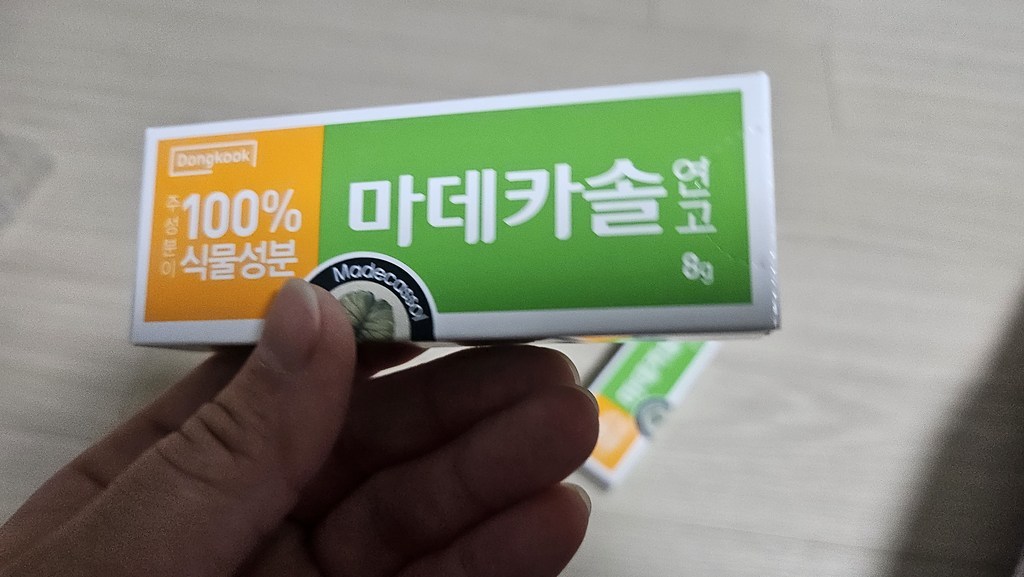 Dongkook
주성분이
100%
식물성분
마데카솔
연고
8g
Madecassol